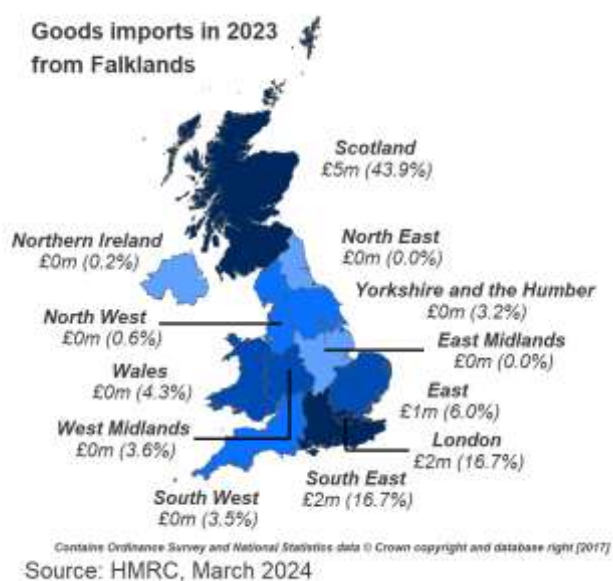 Goods imports in 2023
from Falklands
Scotland
£5m (43.9%)
Northern Ireland
£0m (0.2%)
North East
£0m (0.0%)
Yorkshire and the Humber
£0m (3.2%)
North West
£0m (0.6%)
East Midlands
£0m (0.0%)
Wales
£0m (4.3%)
East
£1m (6.0%)
West Midlands
£0m (3.6%)
London
£2m (16.7%)
South East
£2m (16.7%)
South West
£0m (3.5%)
Contains Ordinance Survey and National Statistics data © Crown copyright and database right [2017]
Source: HMRC, March 2024